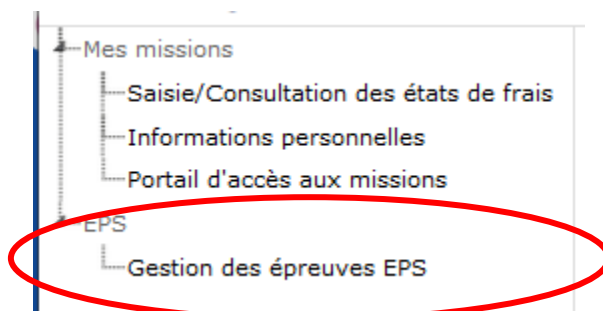 Mes missions
Saisie/Consultation des états de frais
Informations personnelles
Portail d'accès aux missions
EPS
Gestion des épreuves EPS